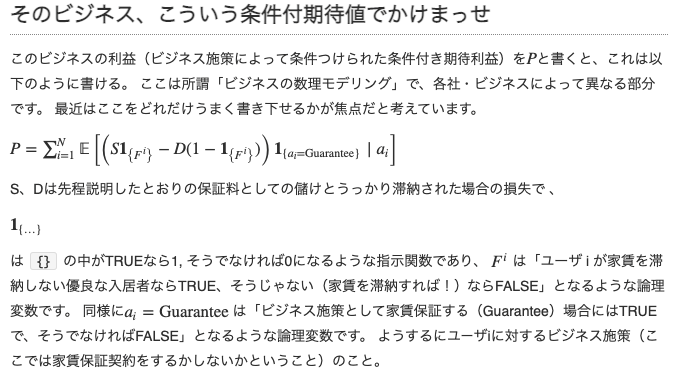 そのビジネス、こういう条件付期待値でかけまっせ
このビジネスの利益（ビジネス施策によって条件つけられた条件付き期待利益）をPと書くと、これは以
下のように書ける。 ここは所謂「ビジネスの数理モデリング」で、各社・ビジネスによって異なる部分
です。 最近はここをどれだけうまく書き下せるかが焦点だと考えています。
P = ∑_{i=1}^{N} 𝔼 [(S𝟏_{{F^i}} − D(1 − 𝟏_{{F^i}})) 𝟏_{{a_i=Guarantee}} | a_i]
S、Dは先程説明したとおりの保証料としての儲けとうっかり滞納された場合の損失で 、
𝟏_{{…}}
は {} の中がTRUEなら1, そうでなければ0になるような指示関数であり、 F^i は「ユーザ i が家賃を滞
納しない優良な入居者ならTRUE、そうじゃない（家賃を滞納すれば！）ならFALSE」となるような論理
変数です。 同様にa_i = Guarantee は「ビジネス施策として家賃保証する（Guarantee）場合にはTRUE
で、そうでなければFALSE」となるような論理変数です。 ようするにユーザiに対するビジネス施策（こ
こでは家賃保証契約をするかしないかということ）のこと。